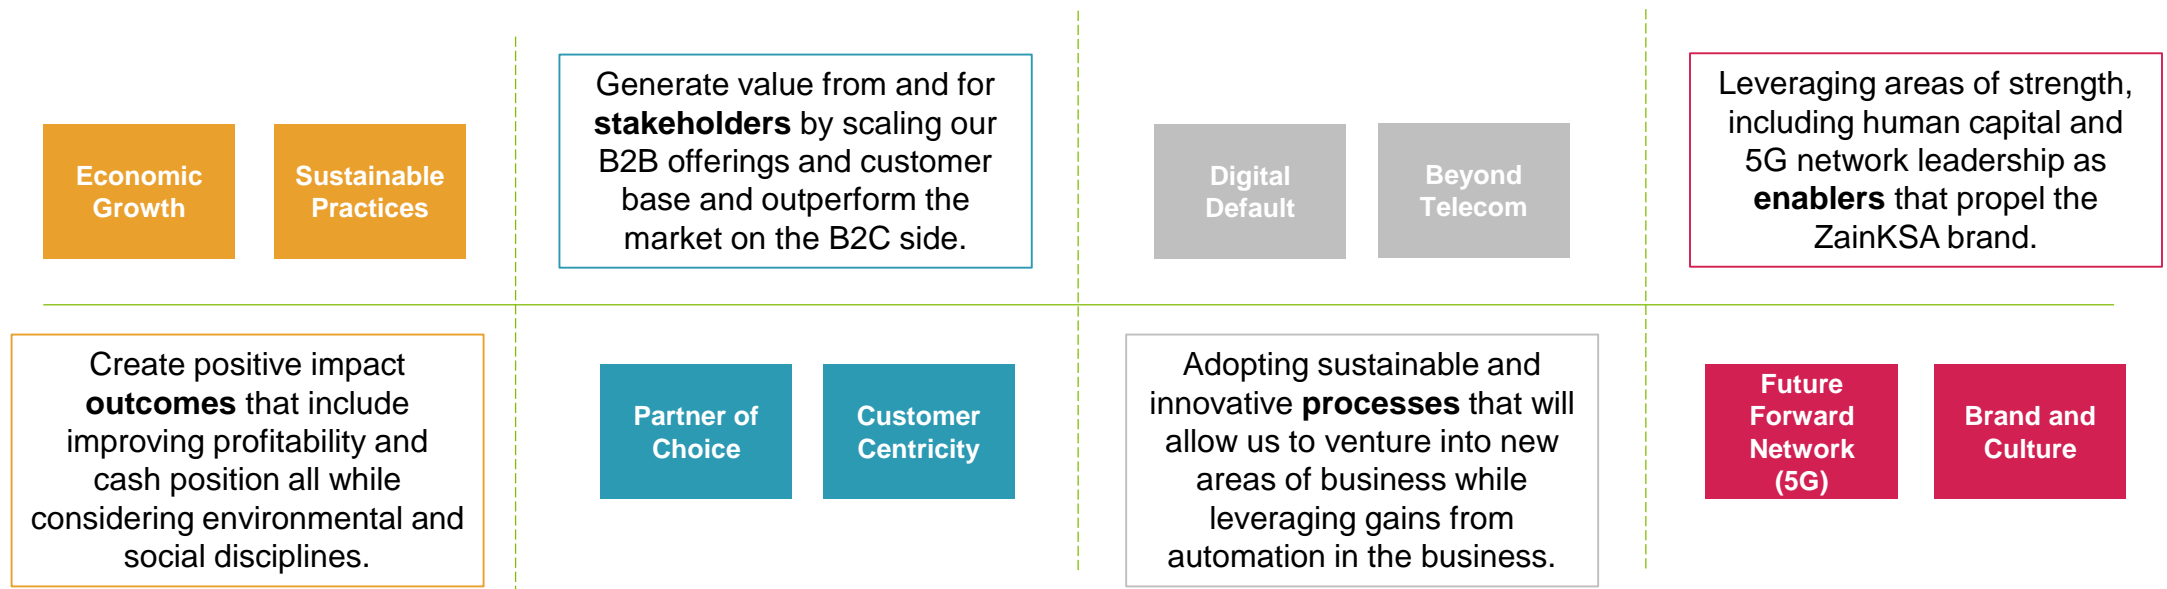 Economic
Growth
Sustainable
Practices
Create positive impact
outcomes that include
improving profitability and
cash position all while
considering environmental and
social disciplines.
Generate value from and for
stakeholders by scaling our
B2B offerings and customer
base and outperform the
market on the B2C side.
Partner of
Choice
Customer
Centricity
Digital
Default
Beyond
Telecom
Adopting sustainable and
innovative processes that will
allow us to venture into new
areas of business while
leveraging gains from
automation in the business.
Leveraging areas of strength,
including human capital and
5G network leadership as
enablers that propel the
ZainKSA brand.
Future
Forward
Network
(5G)
Brand and
Culture